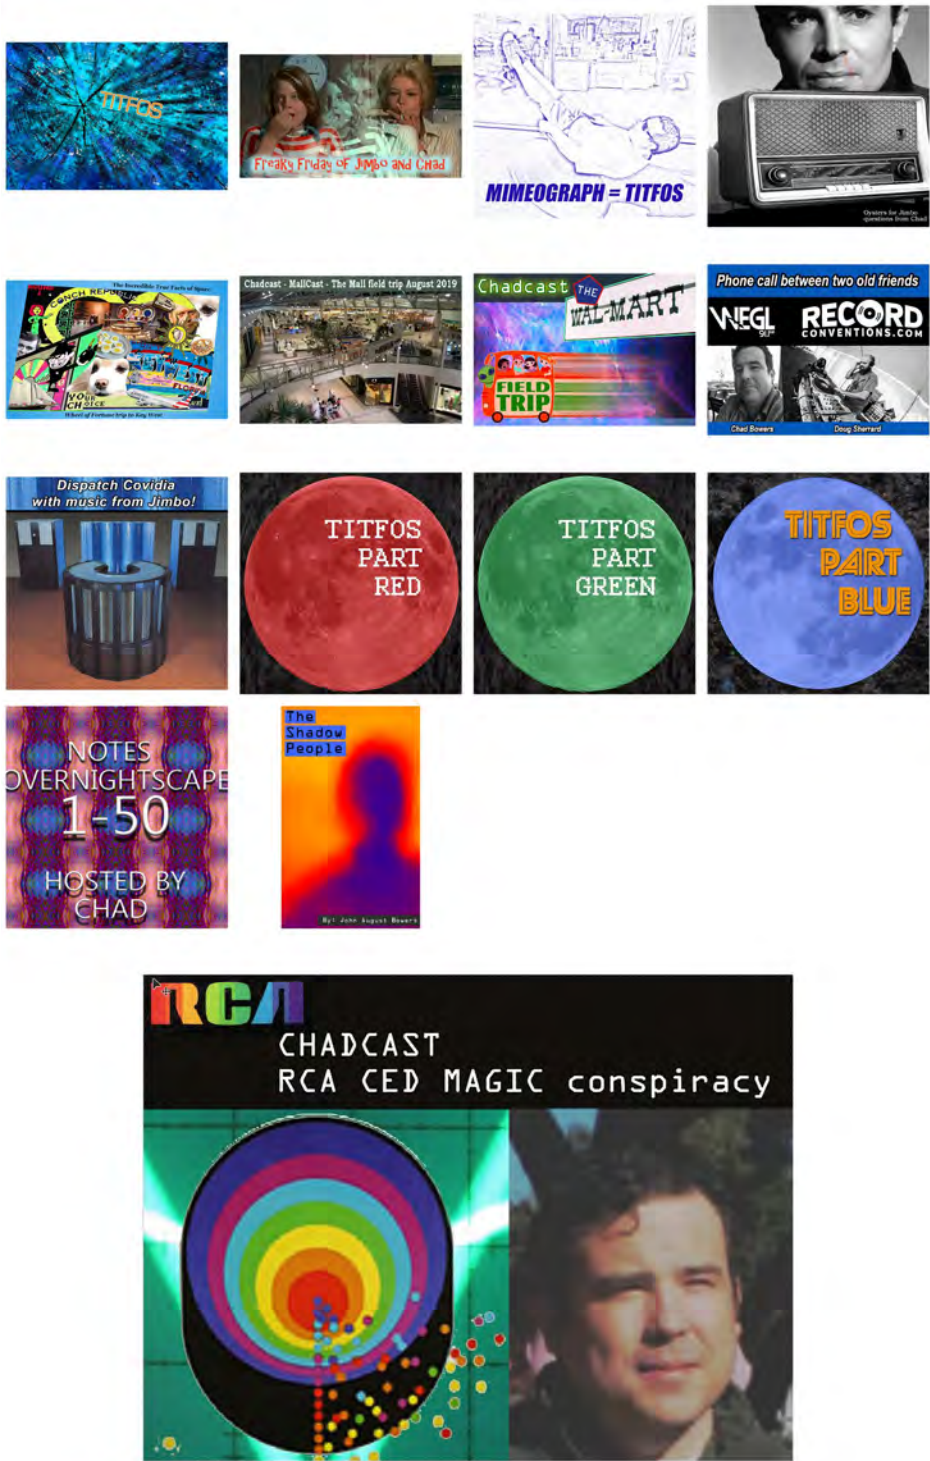 TITFOS
Freaky Friday of Jimbo and Chad
MIMEOGRAPH = TITFOS
Oysters for Jimbo
questions from Chad
The Incredible True Facts of Space
CONCH REPUBLIC
KEY WEST
YOUR
CHOICE
Wheel of Fortune trip to Key West
Chadcast - MallCast - The Mall field trip August 2019
Chadcast THE
WAL-MART
FIELD
TRIP
Phone call between two old friends
WEGL
RECORD
CONVENTIONS.COM
Chad Bowers
Doug Sherrard
Dispatch Covidia
with music from Jimbo!
TITFOS
PART
RED
TITFOS
PART
GREEN
TITFOS
PART
BLUE
NOTES
OVERNIGHTSCAPE
1-50
HOSTED BY
CHAD
The
Shadow
People
By: John August Bowers
RCA
CHADCAST
RCA CED MAGIC conspiracy